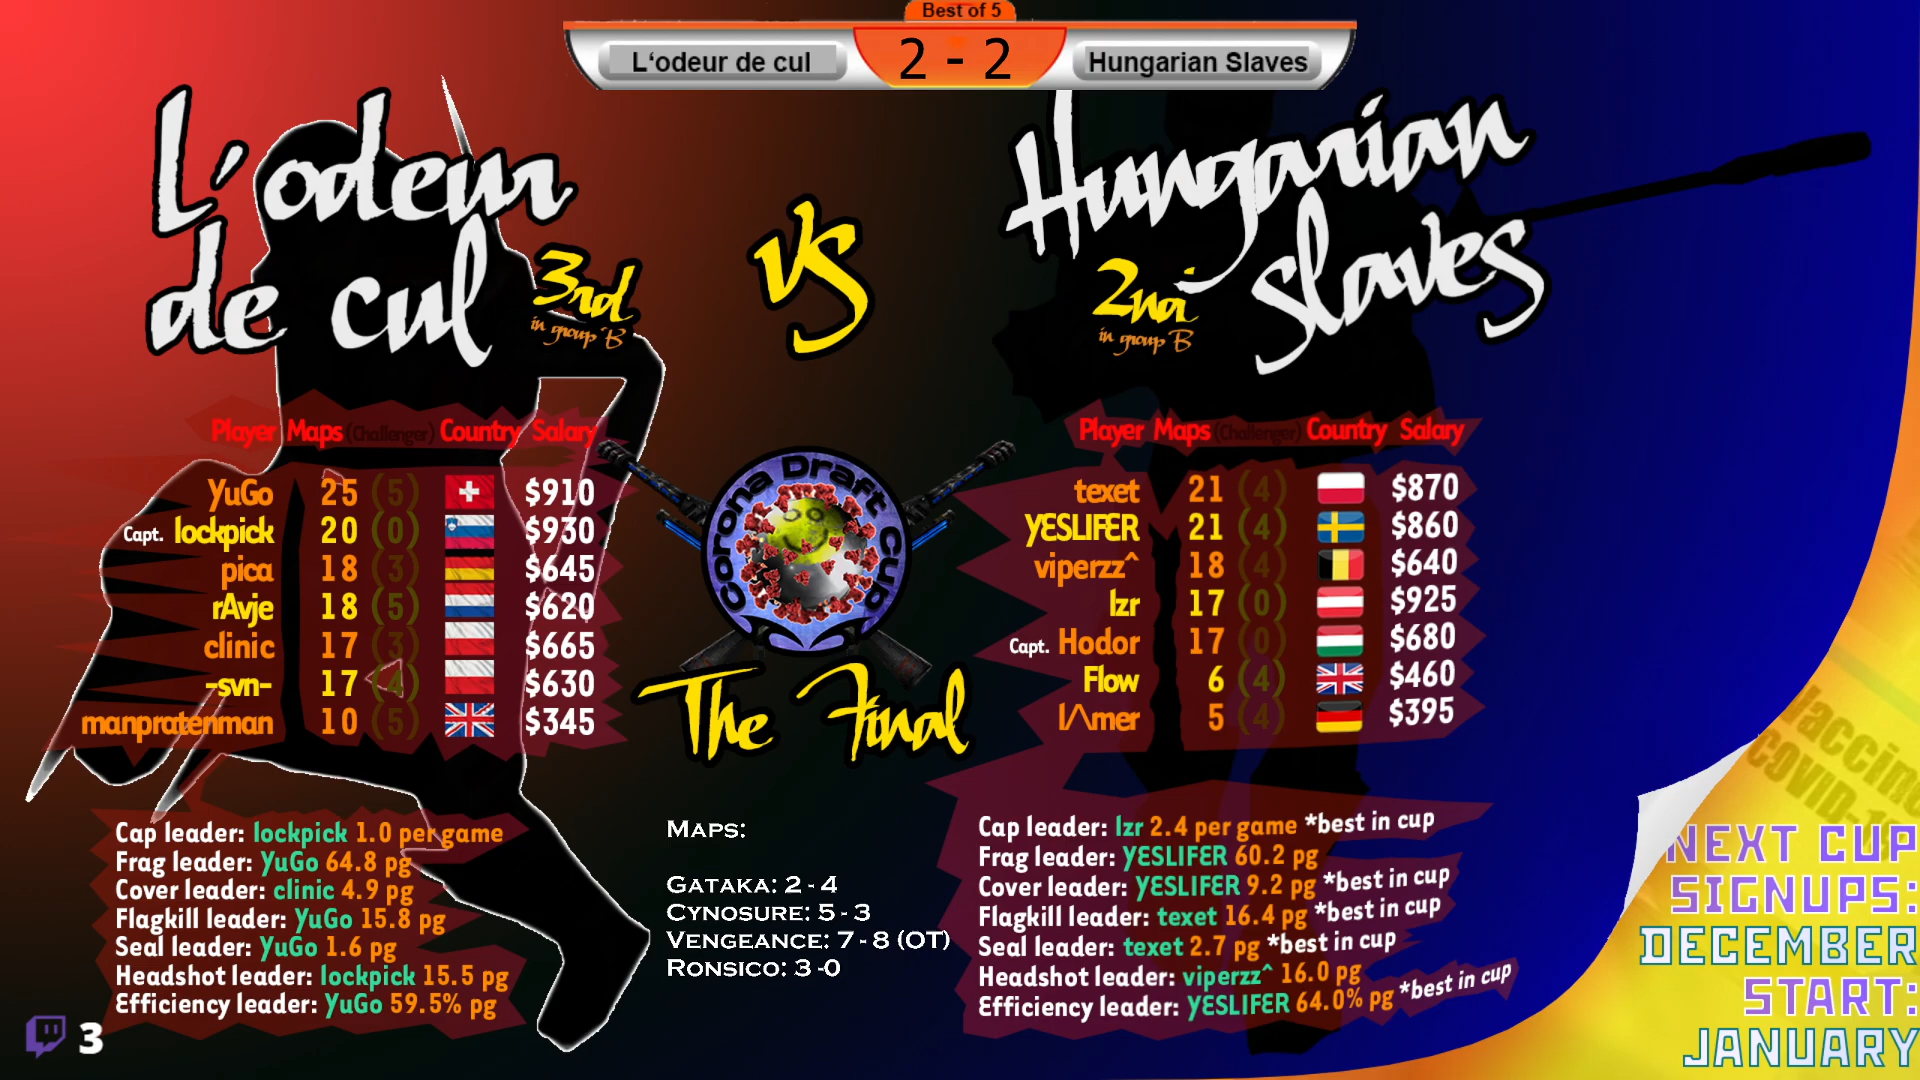 Best of 5
L‘odeur de cul
2 - 2
Hungarian Slaves
L'odeur
de cul
3rd
in group B
VS
Hungarian
Slaves
2nd
in group B
Player Maps (Challenger) Country Salary
YuGo 25 (5) $910
Capt. lockpick 20 (0) $930
pica 18 (3) $645
rAvje 18 (5) $620
clinic 17 (3) $665
-svn- 17 (4) $630
manpratenman 10 (5) $345
Corona Draft Cup
The Final
Player Maps (Challenger) Country Salary
texet 21 (4) $870
YESLIFER 21 (4) $860
viperzz^ 18 (4) $640
lzr 17 (0) $925
Capt. Hodor 17 (0) $680
Flow 6 (4) $460
l/\mer 5 (4) $395
Cap leader: lockpick 1.0 per game
Frag leader: YuGo 64.8 pg
Cover leader: clinic 4.9 pg
Flagkill leader: YuGo 15.8 pg
Seal leader: YuGo 1.6 pg
Headshot leader: lockpick 15.5 pg
Efficiency leader: YuGo 59.5% pg
3
Maps:
Gataka: 2 - 4
Cynosure: 5 - 3
Vengeance: 7 - 8 (OT)
Ronsico: 3 -0
Cap leader: lzr 2.4 per game *best in cup
Frag leader: YESLIFER 60.2 pg
Cover leader: YESLIFER 9.2 pg *best in cup
Flagkill leader: texet 16.4 pg *best in cup
Seal leader: texet 2.7 pg *best in cup
Headshot leader: viperzz^ 16.0 pg
Efficiency leader: YESLIFER 64.0% pg *best in cup
Vaccine
COVID-19
NEXT CUP
SIGNUPS:
DECEMBER
START:
JANUARY